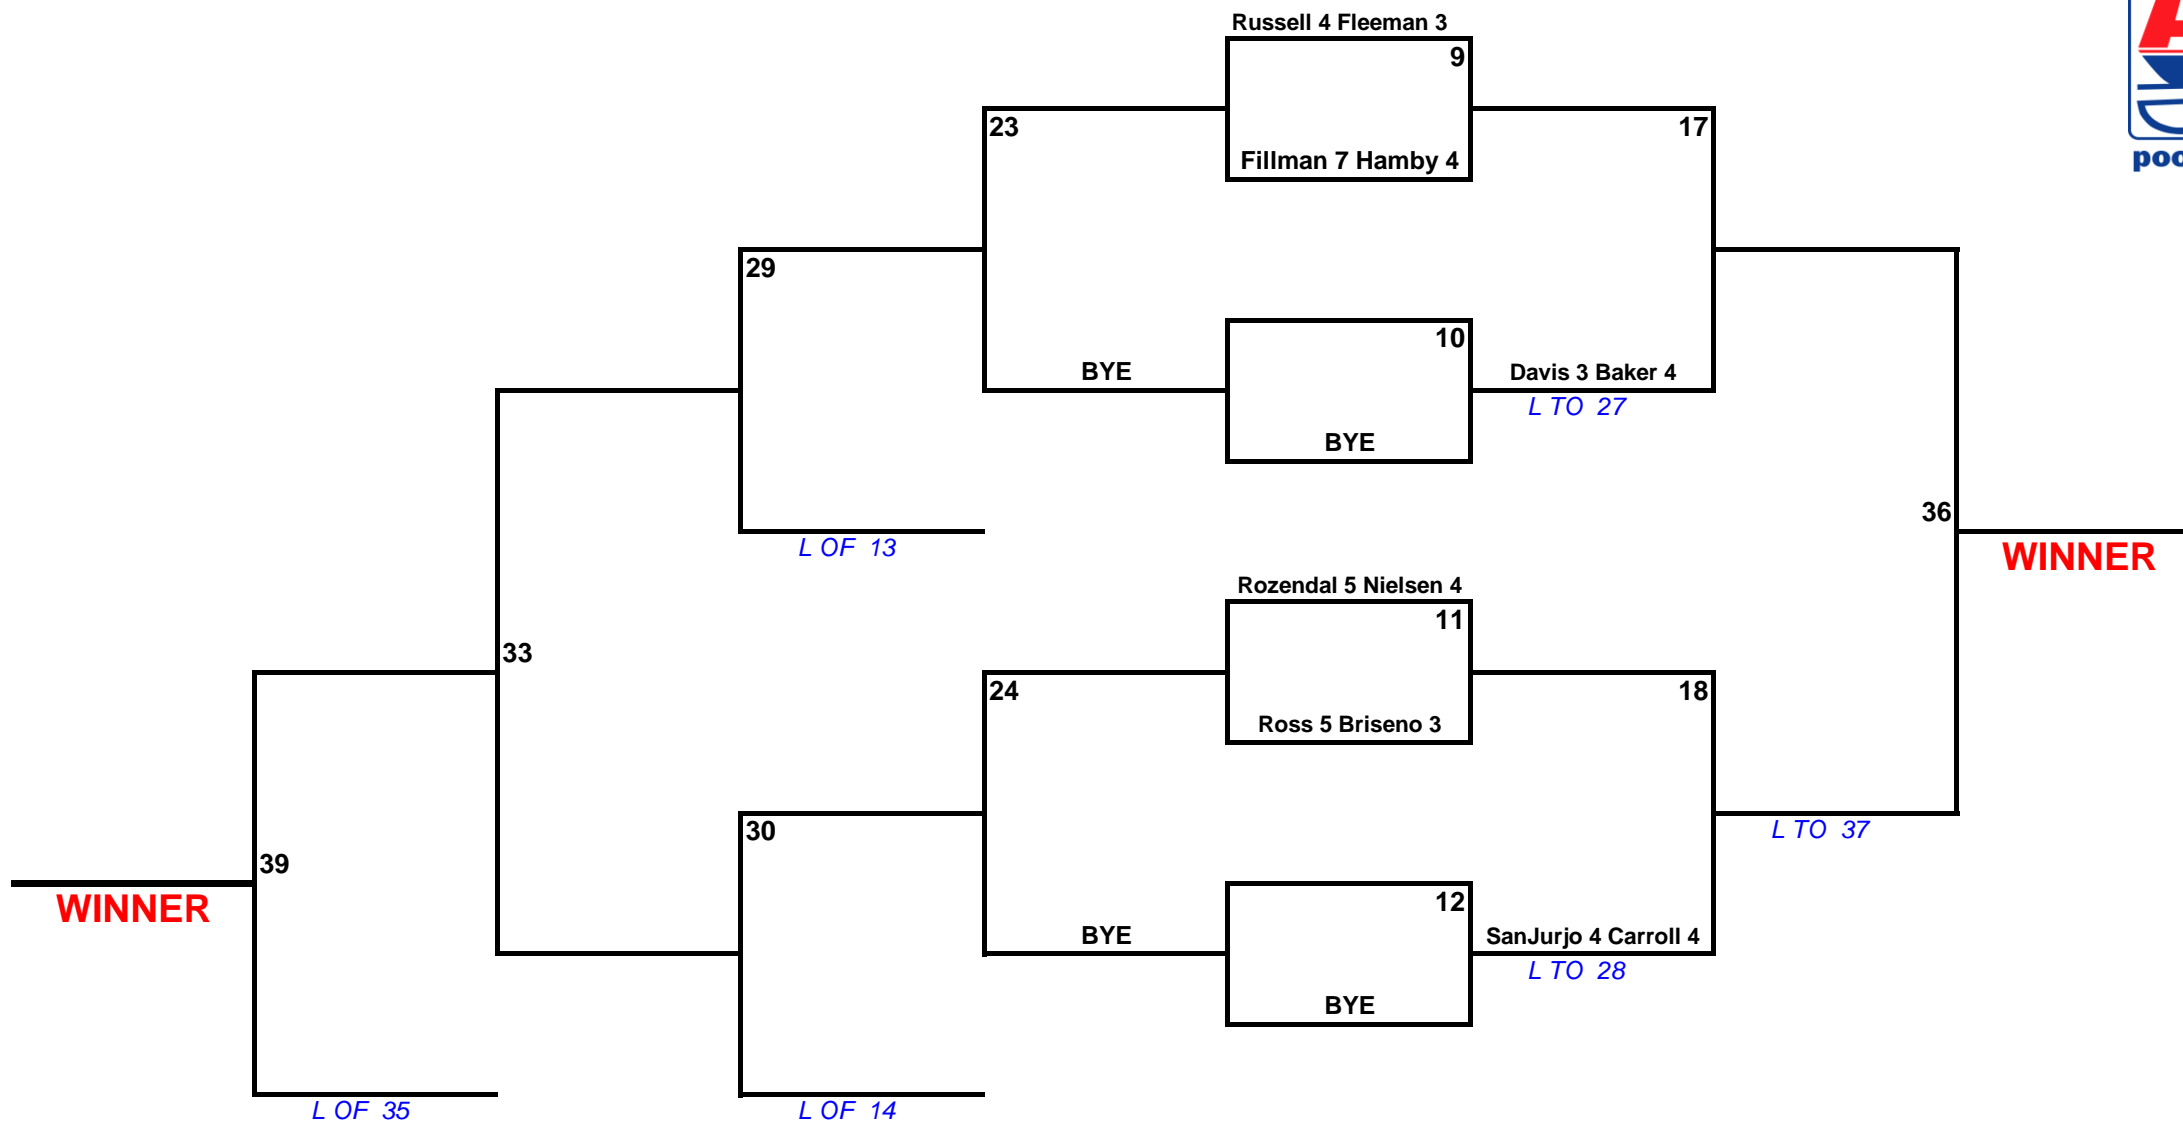 Russell 4 Fleeman 3
9
23
17
Fillman 7 Hamby 4
29
10
BYE
Davis 3 Baker 4
L TO 27
BYE
36
L OF 13
WINNER
Rozendal 5 Nielsen 4
11
33
24
18
Ross 5 Briseno 3
30
L TO 37
39
12
WINNER
BYE
SanJurjo 4 Carroll 4
L TO 28
BYE
L OF 35
L OF 14